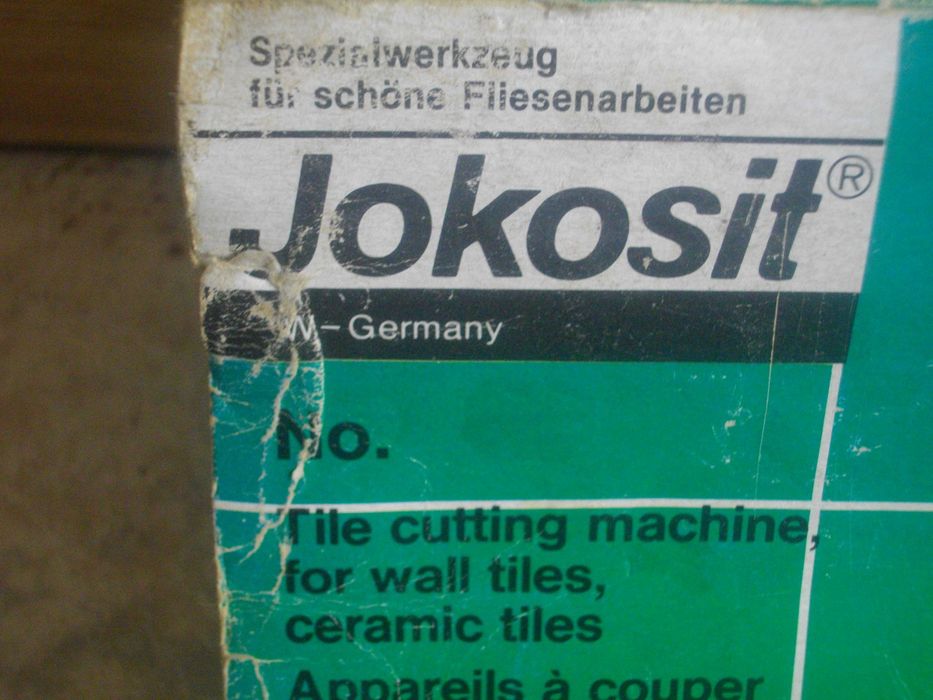 Spezialwerkzeug
für schöne Fliesenarbeiten
Jokosit®
W-Germany
No.
Tile cutting machine,
for wall tiles,
ceramic tiles
Appareils à couper